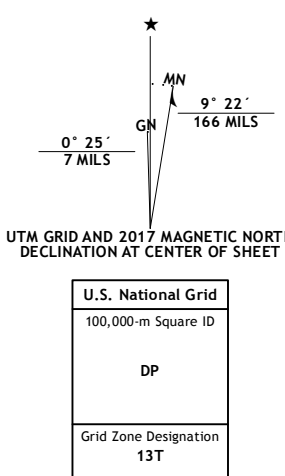 ★
MN
GN
9° 22´
166 MILS
0° 25´
7 MILS
UTM GRID AND 2017 MAGNETIC NORT
DECLINATION AT CENTER OF SHEET
U.S. National Grid
100,000-m Square ID
DP
Grid Zone Designation
13T